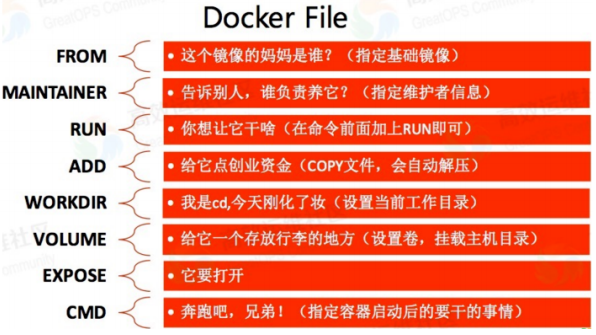 Docker File
FROM • 这个镜像的妈妈是谁？（指定基础镜像）
MAINTAINER • 告诉别人，谁负责养它？（指定维护者信息）
RUN • 你想让它干啥（在命令前面加上RUN即可）
ADD • 给它点创业资金（COPY文件，会自动解压）
WORKDIR • 我是cd,今天刚化了妆（设置当前工作目录）
VOLUME • 给它一个存放行李的地方（设置卷，挂载主机目录）
EXPOSE • 它要打开
CMD • 奔跑吧，兄弟！（指定容器启动后的要干的事情）